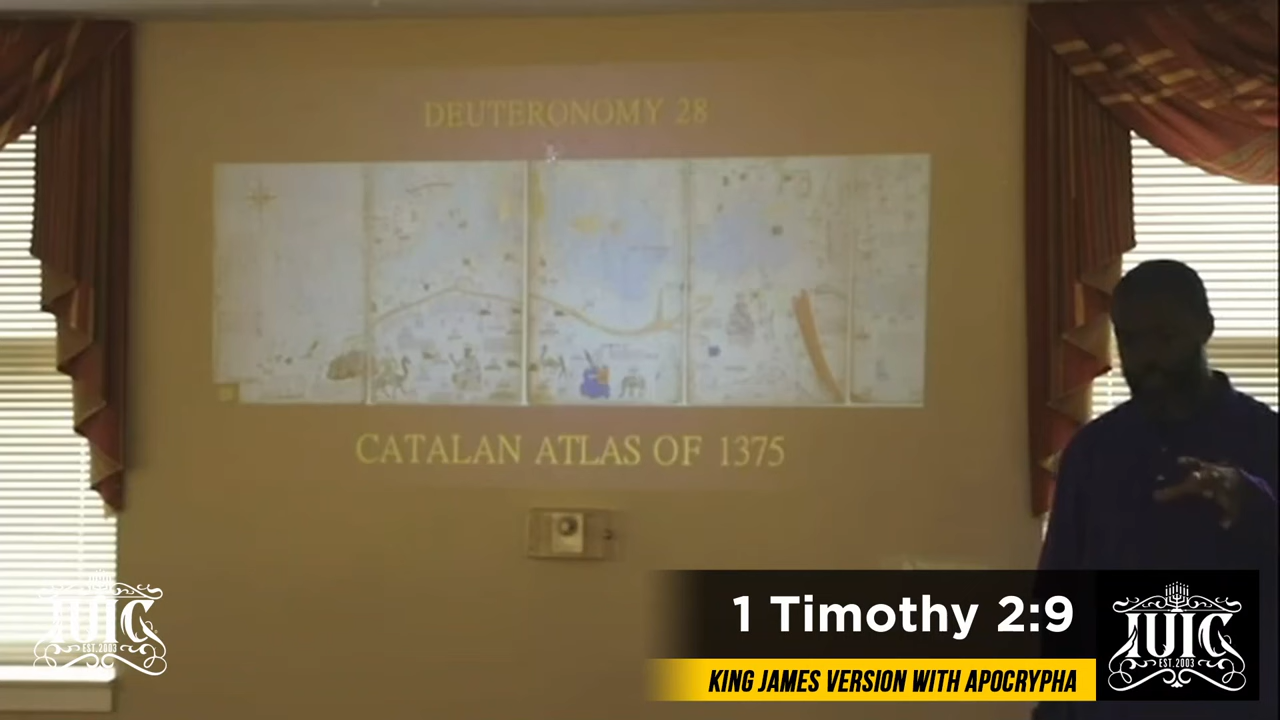 DEUTERONOMY 28
CATALAN ATLAS OF 1375
IUIC
EST. 2003
1 Timothy 2:9
KING JAMES VERSION WITH APOCRYPHA
IUIC
EST. 2003